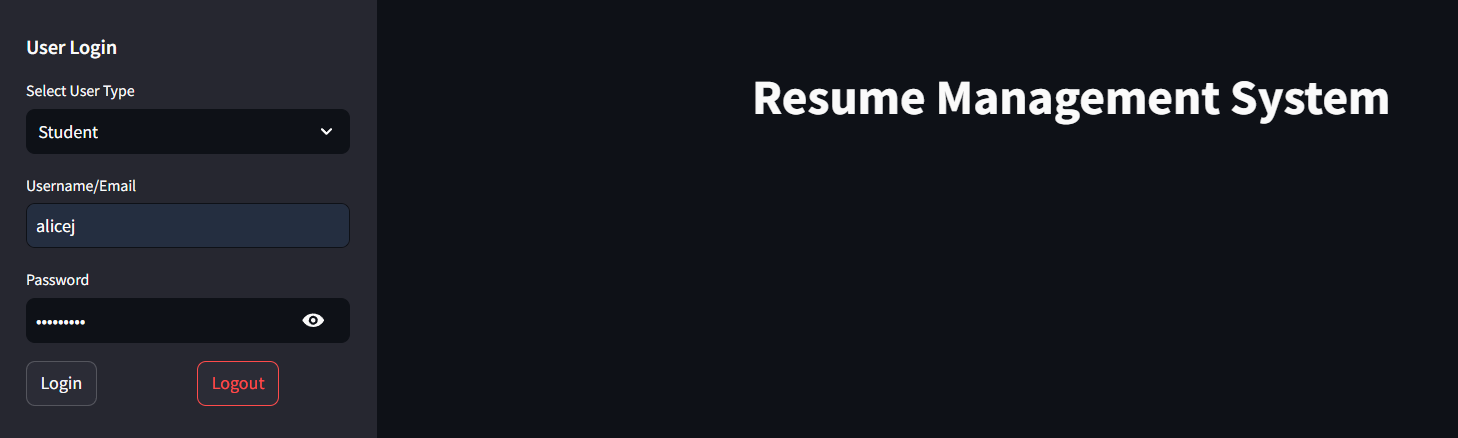 User Login
Select User Type
Student
Username/Email
alicej
Password
•••••••••
Login
Logout
Resume Management System